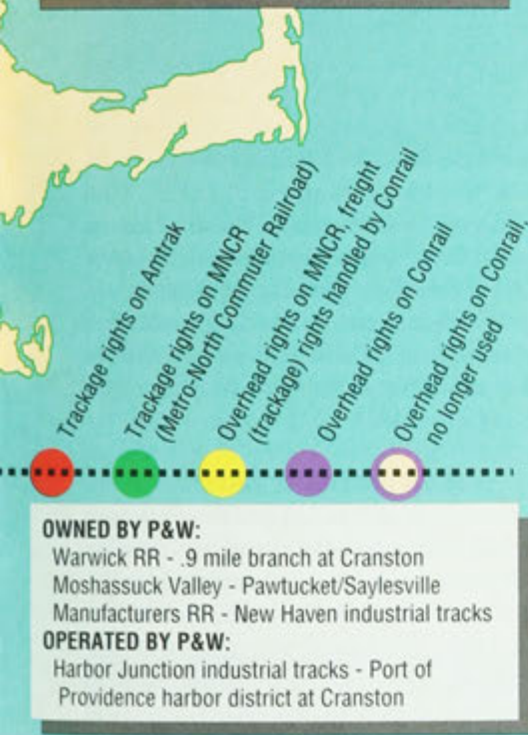 Trackage rights on Amtrak
Trackage rights on MNCR
(Metro-North Commuter Railroad)
Overhead rights on MNCR, freight
(trackage) rights handled by Conrail
Overhead rights on Conrail
Overhead rights on Conrail,
no longer used
OWNED BY P&W:
Warwick RR - .9 mile branch at Cranston
Moshassuck Valley - Pawtucket/Saylesville
Manufacturers RR - New Haven industrial tracks
OPERATED BY P&W:
Harbor Junction industrial tracks - Port of
Providence harbor district at Cranston